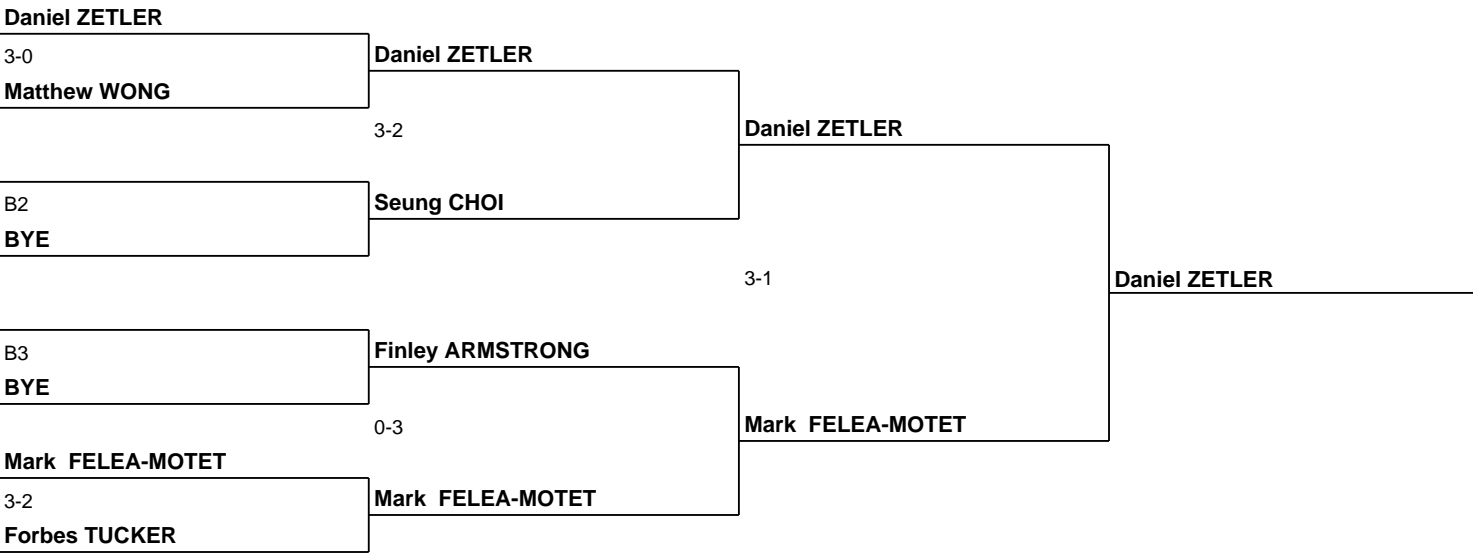 Daniel ZETLER
3-0
Matthew WONG
B2
BYE
B3
BYE
Mark  FELEA-MOTET
3-2
Forbes TUCKER
Daniel ZETLER
3-2
Seung CHOI
Finley ARMSTRONG
0-3
Mark  FELEA-MOTET
Daniel ZETLER
3-1
Mark  FELEA-MOTET
Daniel ZETLER